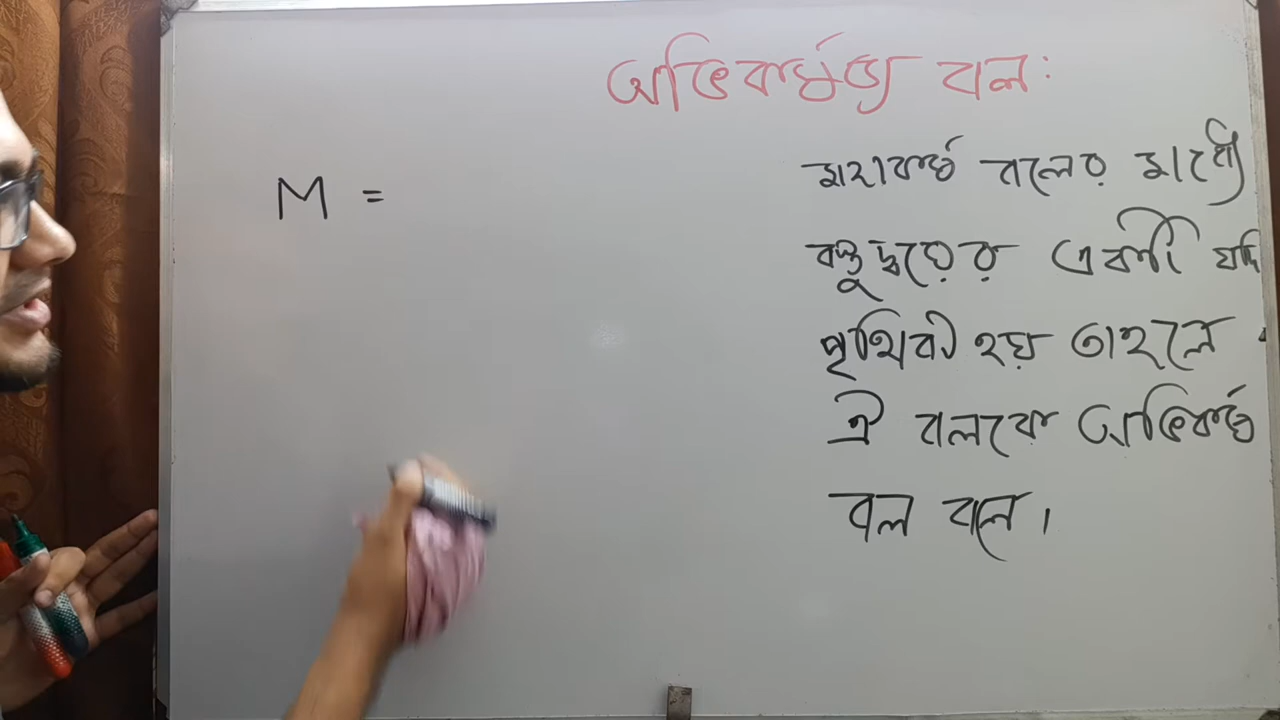 অভিকর্ষজ বল:
M =
মহাকর্ষ বলের মধ্যে
বস্তুদ্বয়ের একটি যদি
পৃথিবী হয় তাহলে
ঐ বলকে অভিকর্ষ
বল বলে।